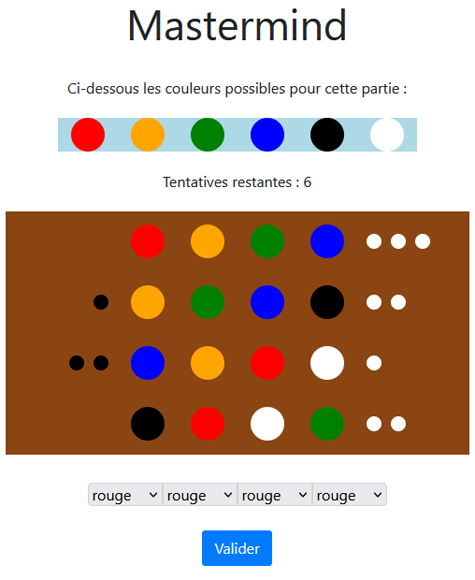 Mastermind
Ci-dessous les couleurs possibles pour cette partie :
Tentatives restantes : 6
rouge rouge rouge rouge
Valider